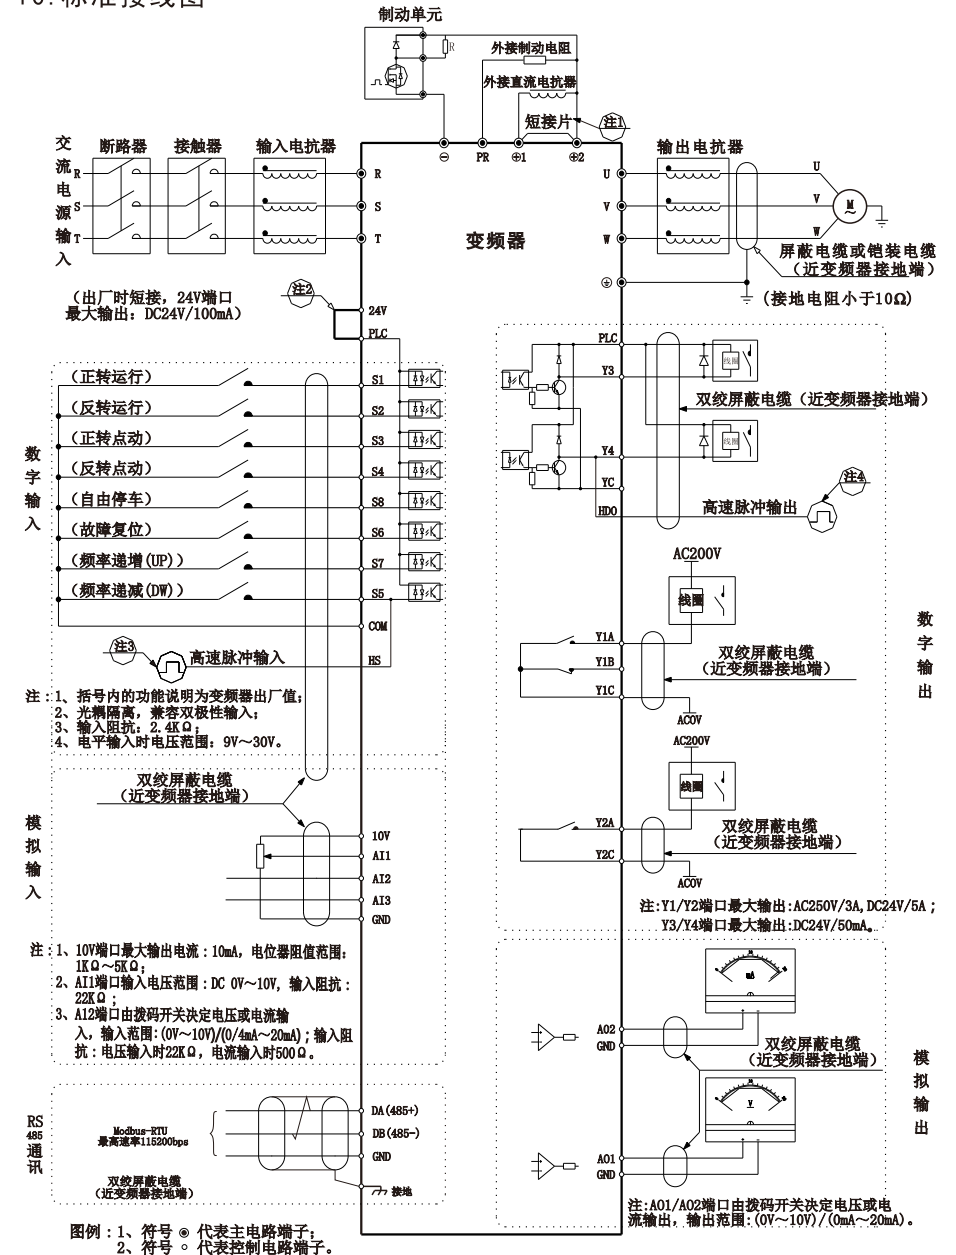 10.标准接线图
制动单元
R
外接制动电阻
外接直流电抗器
短接片
注1
⊖ PR ⊕1 ⊕2
交流电源输入
断路器
接触器
输入电抗器
R
S
T
R
S
T
变频器
U
V
W
输出电抗器
U
V
W
M
~
屏蔽电缆或铠装电缆
（近变频器接地端）
(接地电阻小于10Ω)
（出厂时短接，24V端口
最大输出：DC24V/100mA）
注2
24V
PLC
数字输入
（正转运行） S1
（反转运行） S2
（正转点动） S3
（反转点动） S4
（自由停车） S8
（故障复位） S6
（频率递增(UP)） S7
（频率递减(DW)） S5
COM
注3
高速脉冲输入
HS
注：1、括号内的功能说明为变频器出厂值；
2、光耦隔离，兼容双极性输入；
3、输入阻抗：2.4KΩ；
4、电平输入时电压范围：9V～30V。
双绞屏蔽电缆
（近变频器接地端）
模拟输入
10V
AI1
AI2
AI3
GND
注：1、10V端口最大输出电流：10mA，电位器阻值范围：
1KΩ～5KΩ；
2、AI1端口输入电压范围：DC 0V～10V，输入阻抗：
22KΩ；
3、AI2端口由拨码开关决定电压或电流输
入，输入范围:(0V～10V)/(0/4mA～20mA)；输入阻
抗：电压输入时22KΩ，电流输入时500Ω。
RS
485
通讯
Modbus-RTU
最高速率115200bps
双绞屏蔽电缆
（近变频器接地端）
DA(485+)
DB(485-)
GND
接地
图例：1、符号 ◉ 代表主电路端子；
2、符号 ○ 代表控制电路端子。
PLC
Y3
线圈
双绞屏蔽电缆（近变频器接地端）
Y4
线圈
YC
HDO
高速脉冲输出
注4
数字输出
AC200V
线圈
Y1A
Y1B
Y1C
双绞屏蔽电缆
（近变频器接地端）
AC0V
AC200V
线圈
Y2A
Y2C
双绞屏蔽电缆
（近变频器接地端）
AC0V
注:Y1/Y2端口最大输出:AC250V/3A,DC24V/5A；
Y3/Y4端口最大输出:DC24V/50mA。
模拟输出
mA
AO2
GND
双绞屏蔽电缆
（近变频器接地端）
V
AO1
GND
注:AO1/AO2端口由拨码开关决定电压或电
流输出，输出范围:(0V～10V)/(0mA～20mA)。